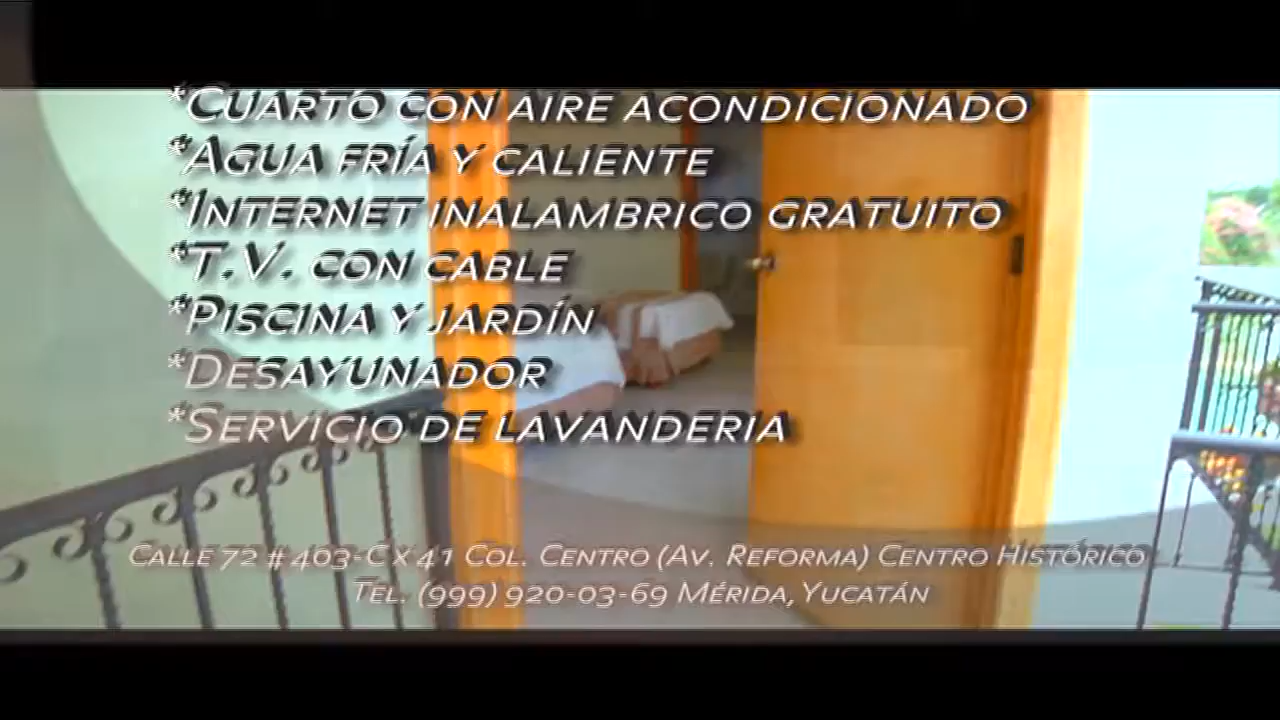 *CUARTO CON AIRE ACONDICIONADO
*AGUA FRÍA Y CALIENTE
*INTERNET INALAMBRICO GRATUITO
*T.V. CON CABLE
*PISCINA Y JARDÍN
*DESAYUNADOR
*SERVICIO DE LAVANDERIA
CALLE 72 # 403-C X 41 COL. CENTRO (AV. REFORMA) CENTRO HISTÓRICO
TEL. (999) 920-03-69 MÉRIDA, YUCATÁN